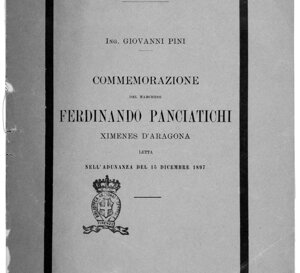 ING. GIOVANNI PINI
COMMEMORAZIONE
DEL MARCHESE
FERDINANDO PANCIATICHI
XIMENES D'ARAGONA
LETTA
NELL'ADUNANZA DEL 15 DICEMBRE 1897